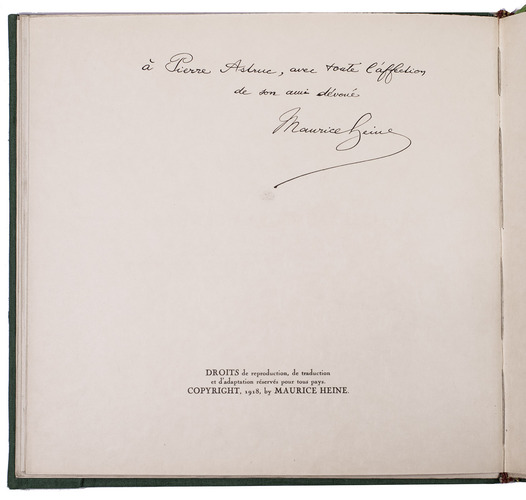 à Pierre Astruc, avec toute l'affection
de son ami dévoué
Maurice Heine
DROITS de reproduction, de traduction
et d'adaptation réservés pour tous pays.
COPYRIGHT, 1918, by MAURICE HEINE.